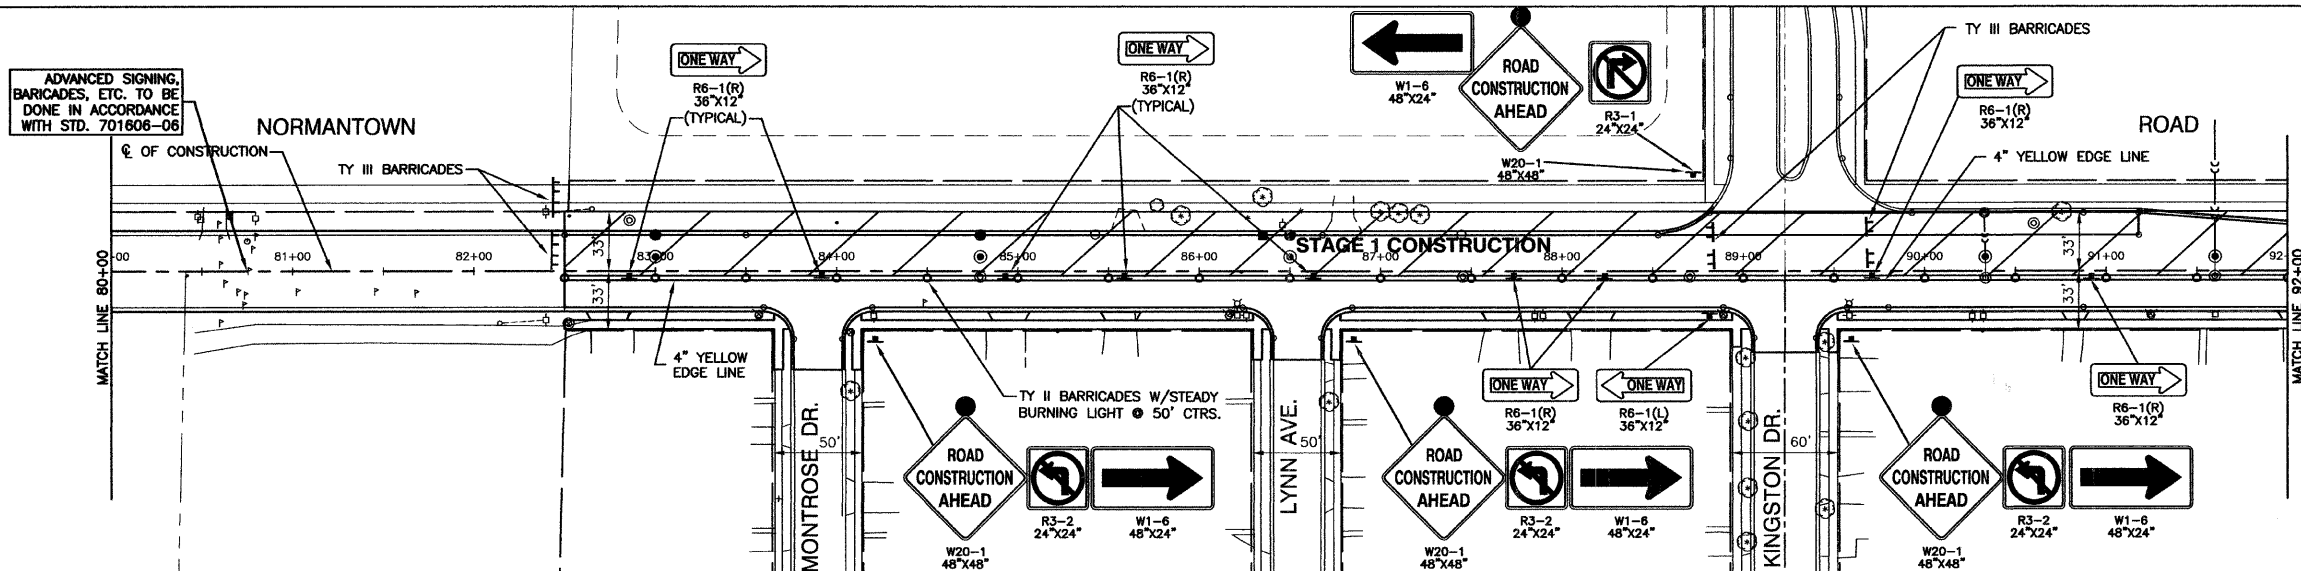 ADVANCED SIGNING,
BARICADES, ETC. TO BE
DONE IN ACCORDANCE
WITH STD. 701606-06
NORMANTOWN
℄ OF CONSTRUCTION
TY III BARRICADES
ONE WAY
R6-1(R)
36"X12"
(TYPICAL)
ONE WAY
R6-1(R)
36"X12"
(TYPICAL)
W1-6
48"X24"
ROAD
CONSTRUCTION
AHEAD
W20-1
48"X48"
R3-1
24"X24"
TY III BARRICADES
ONE WAY
R6-1(R)
36"X12"
ROAD
4" YELLOW EDGE LINE
MATCH LINE 80+00
STAGE 1 CONSTRUCTION
33'
33'
33'
33'
00
81+00
82+00
83+00
84+00
85+00
86+00
87+00
88+00
89+00
90+00
91+00
92
MATCH LINE 92+00
4" YELLOW
EDGE LINE
TY II BARRICADES W/STEADY
BURNING LIGHT @ 50' CTRS.
ONE WAY
R6-1(R)
36"X12"
ONE WAY
R6-1(L)
36"X12"
ONE WAY
R6-1(R)
36"X12"
MONTROSE DR.
50'
ROAD
CONSTRUCTION
AHEAD
W20-1
48"X48"
R3-2
24"X24"
W1-6
48"X24"
LYNN AVE.
50'
ROAD
CONSTRUCTION
AHEAD
W20-1
48"X48"
R3-2
24"X24"
W1-6
48"X24"
KINGSTON DR.
60'
ROAD
CONSTRUCTION
AHEAD
W20-1
48"X48"
R3-2
24"X24"
W1-6
48"X24"